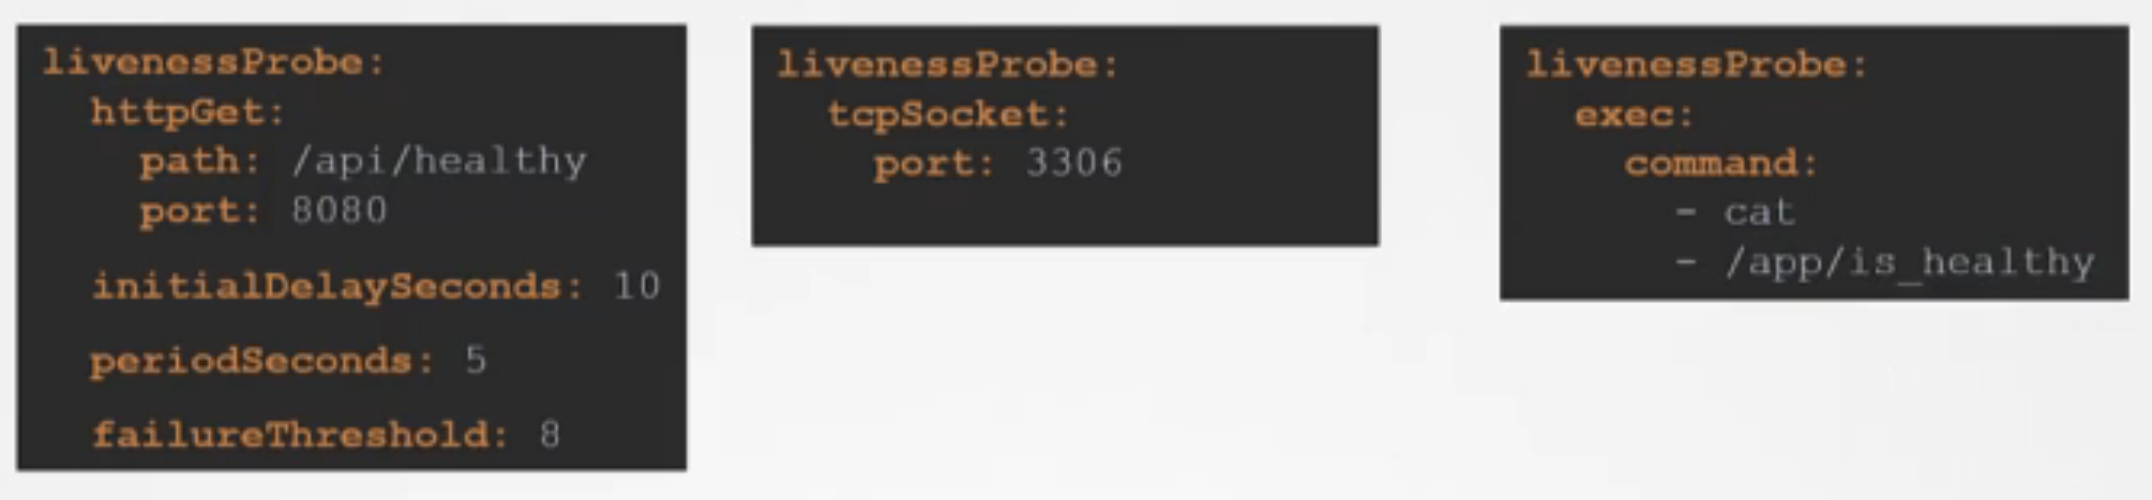 livenessProbe:
  httpGet:
    path: /api/healthy
    port: 8080
  initialDelaySeconds: 10
  periodSeconds: 5
  failureThreshold: 8
livenessProbe:
  tcpSocket:
    port: 3306
livenessProbe:
  exec:
    command:
      - cat
      - /app/is_healthy